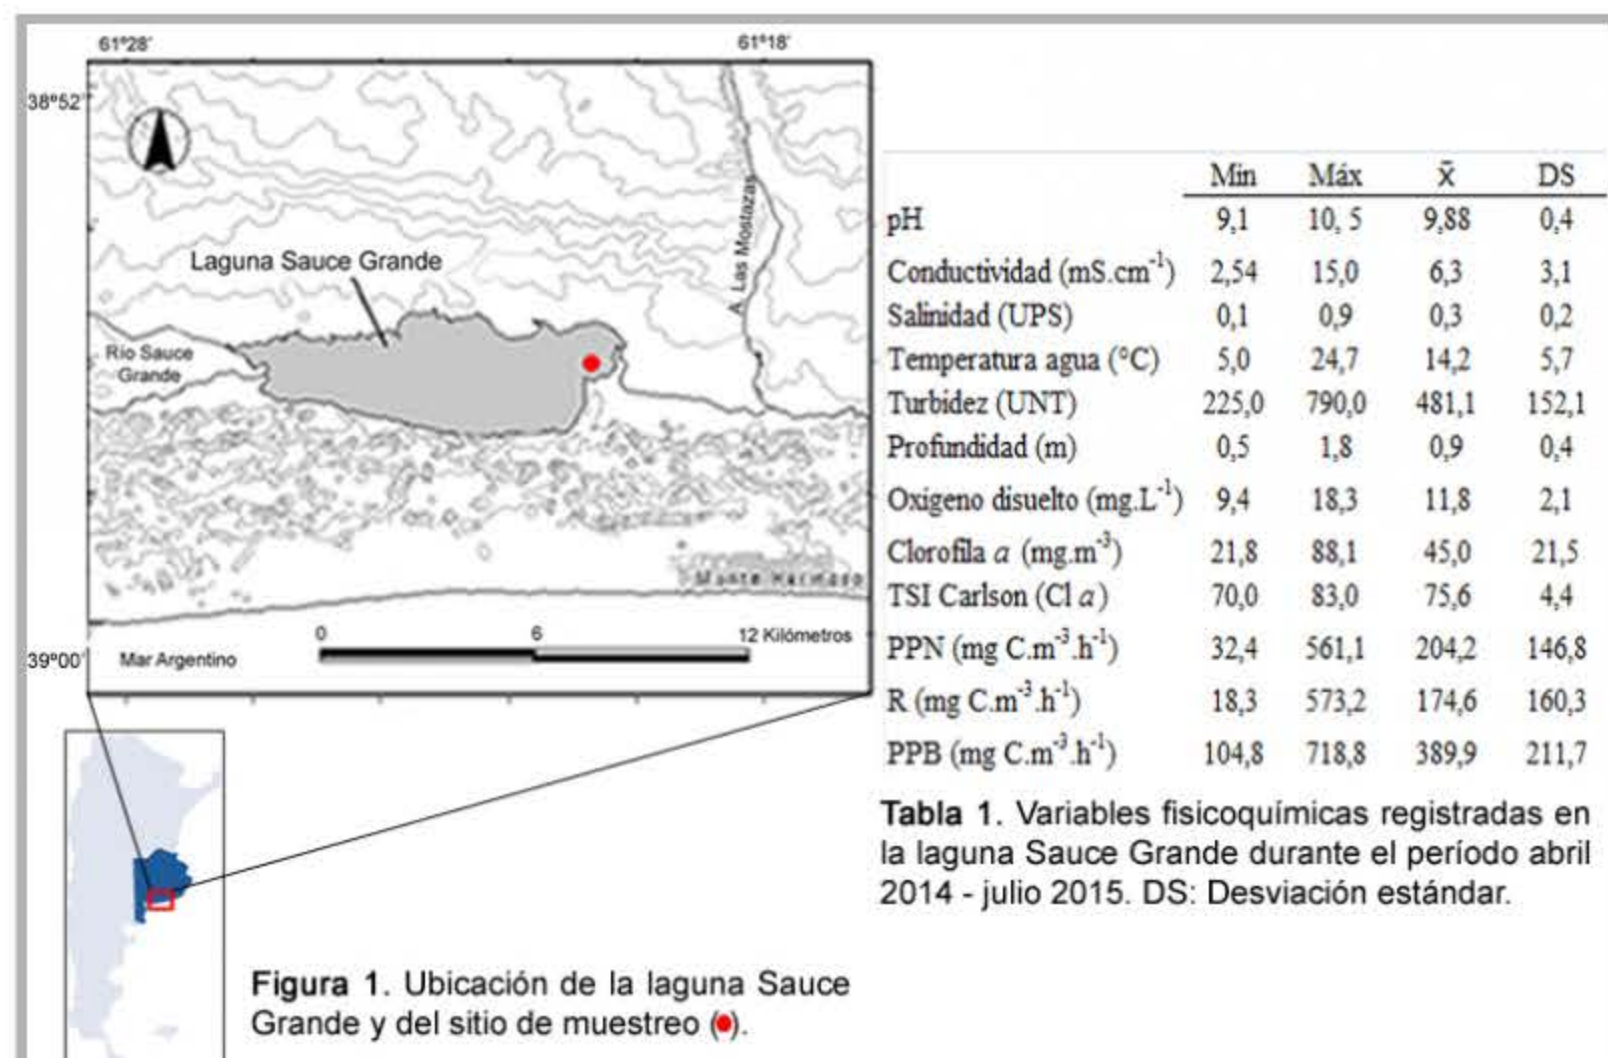 61º28'
61º18'
38º52'
Laguna Sauce Grande
A Las Mostazas
Río Sauce
Grande
Monte Hermoso
0 6 12 Kilómetros
39º00'
Mar Argentino
Min Máx x̄ DS
pH 9,1 10, 5 9,88 0,4
Conductividad (mS.cm⁻¹) 2,54 15,0 6,3 3,1
Salinidad (UPS) 0,1 0,9 0,3 0,2
Temperatura agua (°C) 5,0 24,7 14,2 5,7
Turbidez (UNT) 225,0 790,0 481,1 152,1
Profundidad (m) 0,5 1,8 0,9 0,4
Oxigeno disuelto (mg.L⁻¹) 9,4 18,3 11,8 2,1
Clorofila a (mg.m⁻³) 21,8 88,1 45,0 21,5
TSI Carlson (Cl a) 70,0 83,0 75,6 4,4
PPN (mg C.m⁻³.h⁻¹) 32,4 561,1 204,2 146,8
R (mg C.m⁻³.h⁻¹) 18,3 573,2 174,6 160,3
PPB (mg C.m⁻³.h⁻¹) 104,8 718,8 389,9 211,7
Tabla 1. Variables fisicoquímicas registradas en
la laguna Sauce Grande durante el período abril
2014 - julio 2015. DS: Desviación estándar.
Figura 1. Ubicación de la laguna Sauce
Grande y del sitio de muestreo (●).